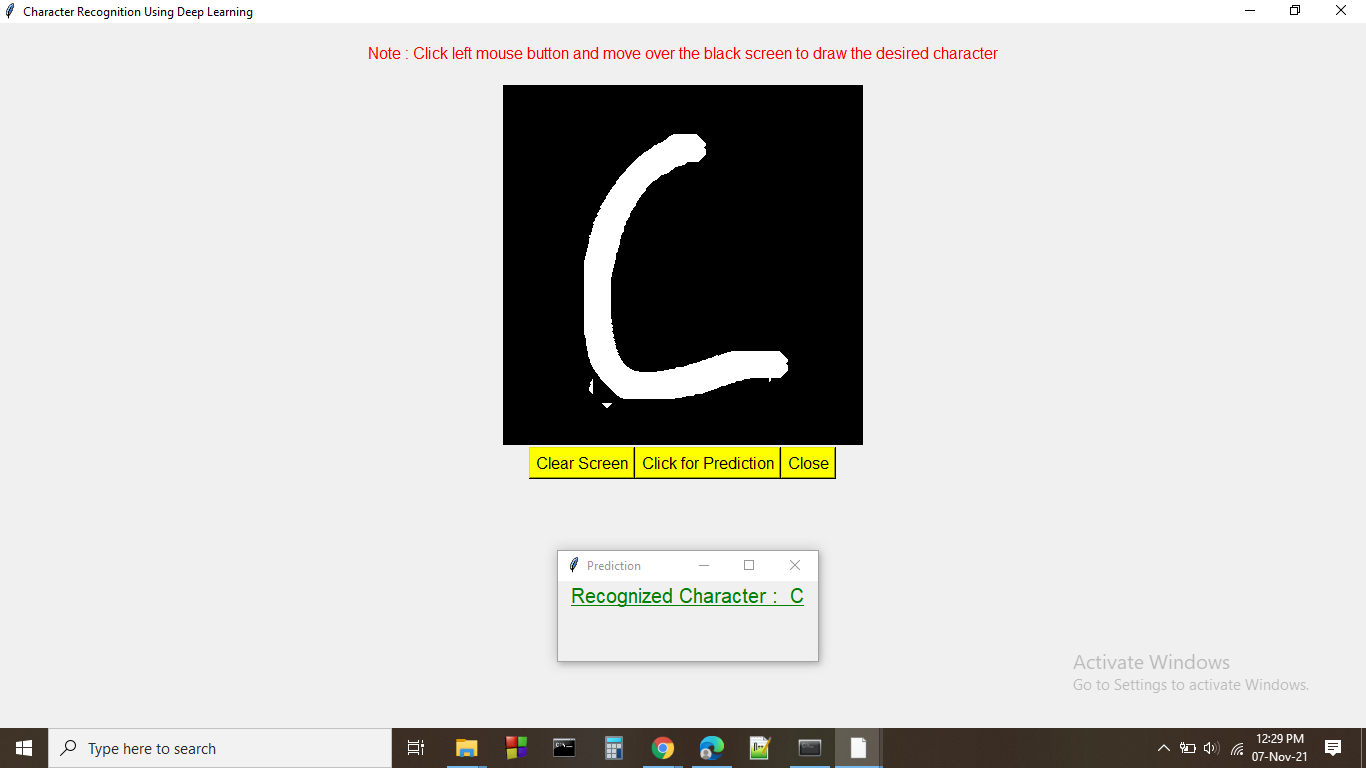 Character Recognition Using Deep Learning
Note : Click left mouse button and move over the black screen to draw the desired character
C
Clear Screen Click for Prediction Close
Prediction
Recognized Character : C
Activate Windows
Go to Settings to activate Windows.
Type here to search
12:29 PM
07-Nov-21